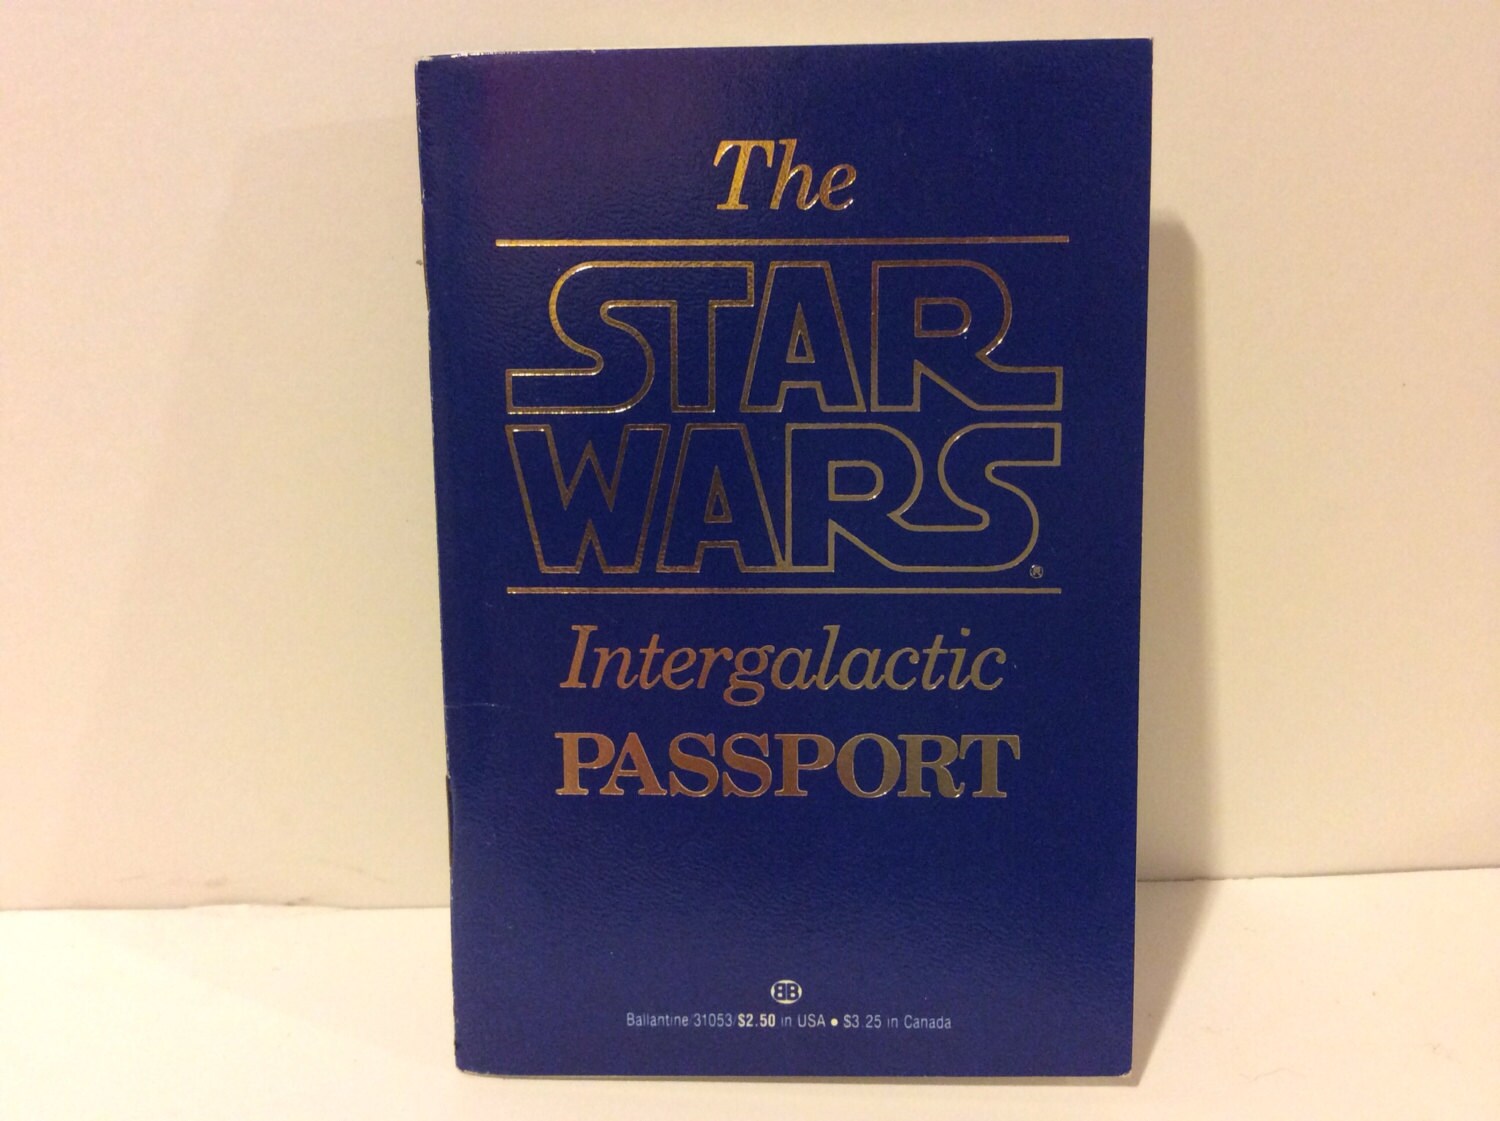 The
STAR
WARS®
Intergalactic
PASSPORT
BB
Ballantine/31053/$2.50 in USA • $3.25 in Canada